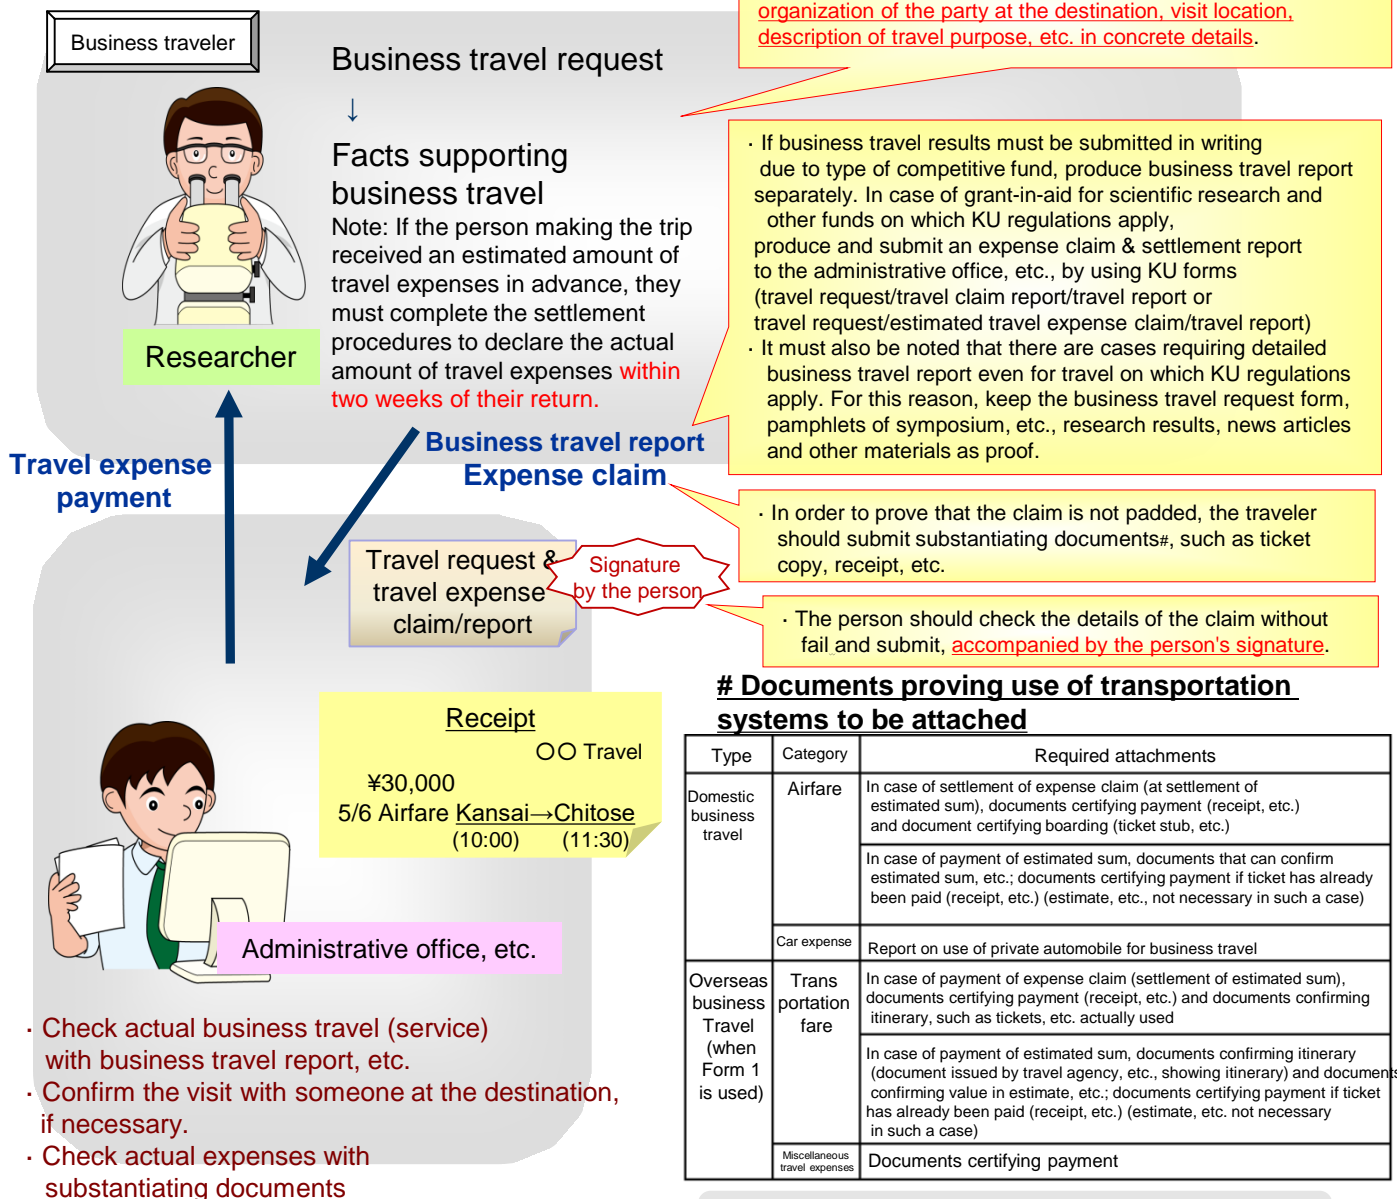 organization of the party at the destination, visit location,
description of travel purpose, etc. in concrete details.
Business traveler
Business travel request
↓
Facts supporting
business travel
Note: If the person making the trip
received an estimated amount of
travel expenses in advance, they
must complete the settlement
procedures to declare the actual
amount of travel expenses within
two weeks of their return.
Researcher
· If business travel results must be submitted in writing
due to type of competitive fund, produce business travel report
separately. In case of grant-in-aid for scientific research and
other funds on which KU regulations apply,
produce and submit an expense claim & settlement report
to the administrative office, etc., by using KU forms
(travel request/travel claim report/travel report or
travel request/estimated travel expense claim/travel report)
· It must also be noted that there are cases requiring detailed
business travel report even for travel on which KU regulations
apply. For this reason, keep the business travel request form,
pamphlets of symposium, etc., research results, news articles
and other materials as proof.
Business travel report
Expense claim
Travel expense
payment
· In order to prove that the claim is not padded, the traveler
should submit substantiating documents#, such as ticket
copy, receipt, etc.
Travel request &
travel expense
claim/report
Signature
by the person
· The person should check the details of the claim without
fail and submit, accompanied by the person's signature.
Receipt
○○ Travel
¥30,000
5/6 Airfare Kansai→Chitose
(10:00) (11:30)
Administrative office, etc.
· Check actual business travel (service)
with business travel report, etc.
· Confirm the visit with someone at the destination,
if necessary.
· Check actual expenses with
substantiating documents
# Documents proving use of transportation
systems to be attached
Type Category Required attachments
Domestic
business
travel
Airfare
In case of settlement of expense claim (at settlement of
estimated sum), documents certifying payment (receipt, etc.)
and document certifying boarding (ticket stub, etc.)
In case of payment of estimated sum, documents that can confirm
estimated sum, etc.; documents certifying payment if ticket has already
been paid (receipt, etc.) (estimate, etc., not necessary in such a case)
Car expense
Report on use of private automobile for business travel
Overseas
business
Travel
(when
Form 1
is used)
Trans
portation
fare
In case of payment of expense claim (settlement of estimated sum),
documents certifying payment (receipt, etc.) and documents confirming
itinerary, such as tickets, etc. actually used
In case of payment of estimated sum, documents confirming itinerary
(document issued by travel agency, etc., showing itinerary) and documents
confirming value in estimate, etc.; documents certifying payment if ticket
has already been paid (receipt, etc.) (estimate, etc. not necessary
in such a case)
Miscellaneous
travel expenses
Documents certifying payment